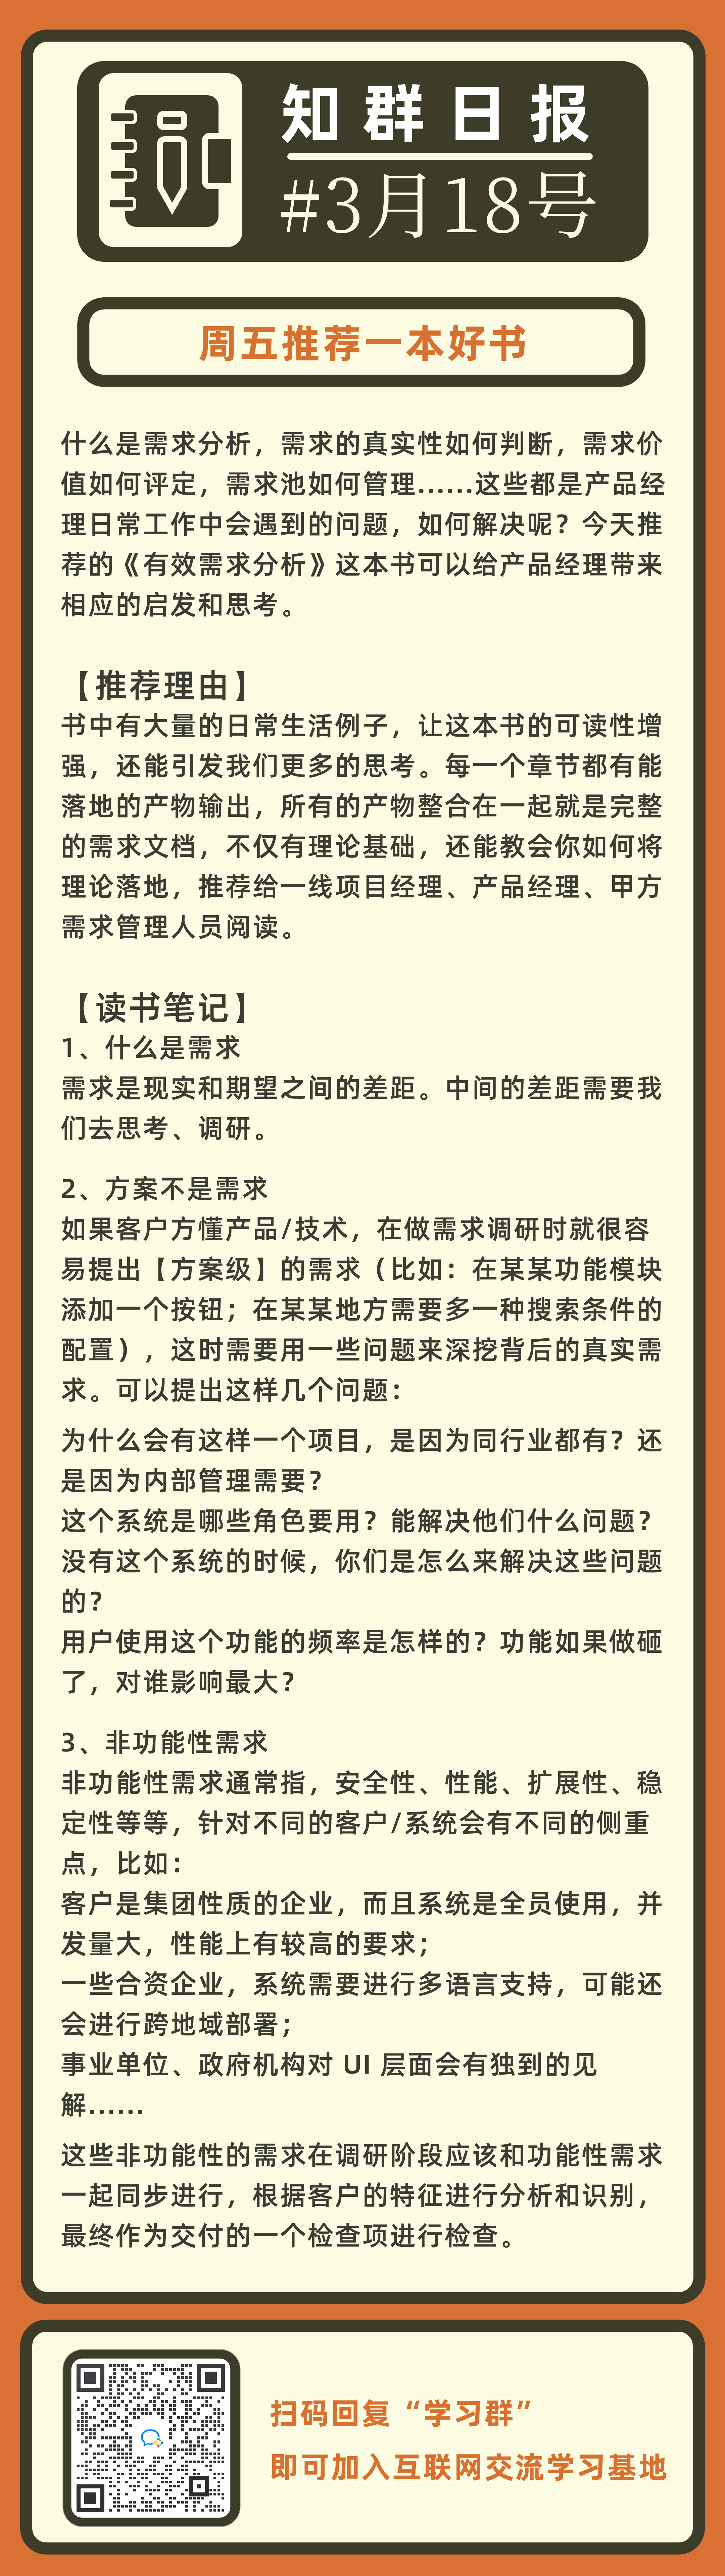 知群日报
#3月18号
周五推荐一本好书
什么是需求分析，需求的真实性如何判断，需求价
值如何评定，需求池如何管理......这些都是产品经
理日常工作中会遇到的问题，如何解决呢？今天推
荐的《有效需求分析》这本书可以给产品经理带来
相应的启发和思考。
【推荐理由】
书中有大量的日常生活例子，让这本书的可读性增
强，还能引发我们更多的思考。每一个章节都有能
落地的产物输出，所有的产物整合在一起就是完整
的需求文档，不仅有理论基础，还能教会你如何将
理论落地，推荐给一线项目经理、产品经理、甲方
需求管理人员阅读。
【读书笔记】
1、什么是需求
需求是现实和期望之间的差距。中间的差距需要我
们去思考、调研。
2、方案不是需求
如果客户方懂产品/技术，在做需求调研时就很容
易提出【方案级】的需求（比如：在某某功能模块
添加一个按钮；在某某地方需要多一种搜索条件的
配置），这时需要用一些问题来深挖背后的真实需
求。可以提出这样几个问题：
为什么会有这样一个项目，是因为同行业都有？还
是因为内部管理需要？
这个系统是哪些角色要用？能解决他们什么问题？
没有这个系统的时候，你们是怎么来解决这些问题
的？
用户使用这个功能的频率是怎样的？功能如果做砸
了，对谁影响最大？
3、非功能性需求
非功能性需求通常指，安全性、性能、扩展性、稳
定性等等，针对不同的客户/系统会有不同的侧重
点，比如：
客户是集团性质的企业，而且系统是全员使用，并
发量大，性能上有较高的要求；
一些合资企业，系统需要进行多语言支持，可能还
会进行跨地域部署；
事业单位、政府机构对 UI 层面会有独到的见
解......
这些非功能性的需求在调研阶段应该和功能性需求
一起同步进行，根据客户的特征进行分析和识别，
最终作为交付的一个检查项进行检查。
扫码回复“学习群”
即可加入互联网交流学习基地